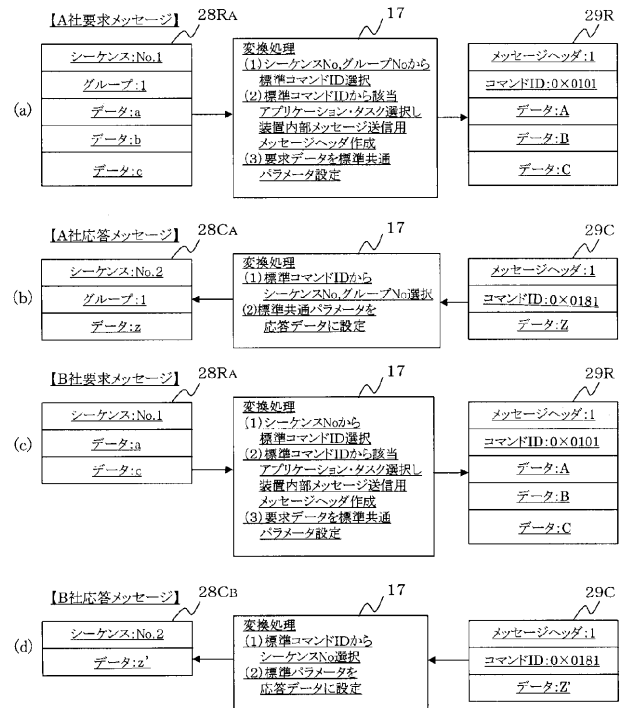 【A社要求メッセージ】
28RA
17
29R
(a)
シーケンス:No.1
グループ:1
データ:a
データ:b
データ:c
変換処理
(1)シーケンスNo,グループNoから
標準コマンドID選択
(2)標準コマンドIDから該当
アプリケーション・タスク選択し
装置内部メッセージ送信用
メッセージヘッダ作成
(3)要求データを標準共通
パラメータ設定
メッセージヘッダ:1
コマンドID:0×0101
データ:A
データ:B
データ:C
【A社応答メッセージ】
28CA
17
29C
(b)
シーケンス:No.2
グループ:1
データ:z
変換処理
(1)標準コマンドIDから
シーケンスNo,グループNo選択
(2)標準共通パラメータを
応答データに設定
メッセージヘッダ:1
コマンドID:0×0181
データ:Z
【B社要求メッセージ】
28RA
17
29R
(c)
シーケンス:No.1
データ:a
データ:c
変換処理
(1)シーケンスNoから
標準コマンドID選択
(2)標準コマンドIDから該当
アプリケーション・タスク選択し
装置内部メッセージ送信用
メッセージヘッダ作成
(3)要求データを標準共通
パラメータ設定
メッセージヘッダ:1
コマンドID:0×0101
データ:A
データ:B
データ:C
【B社応答メッセージ】
28CB
17
29C
(d)
シーケンス:No.2
データ:z'
変換処理
(1)標準コマンドIDから
シーケンスNo選択
(2)標準パラメータを
応答データに設定
メッセージヘッダ:1
コマンドID:0×0181
データ:Z'